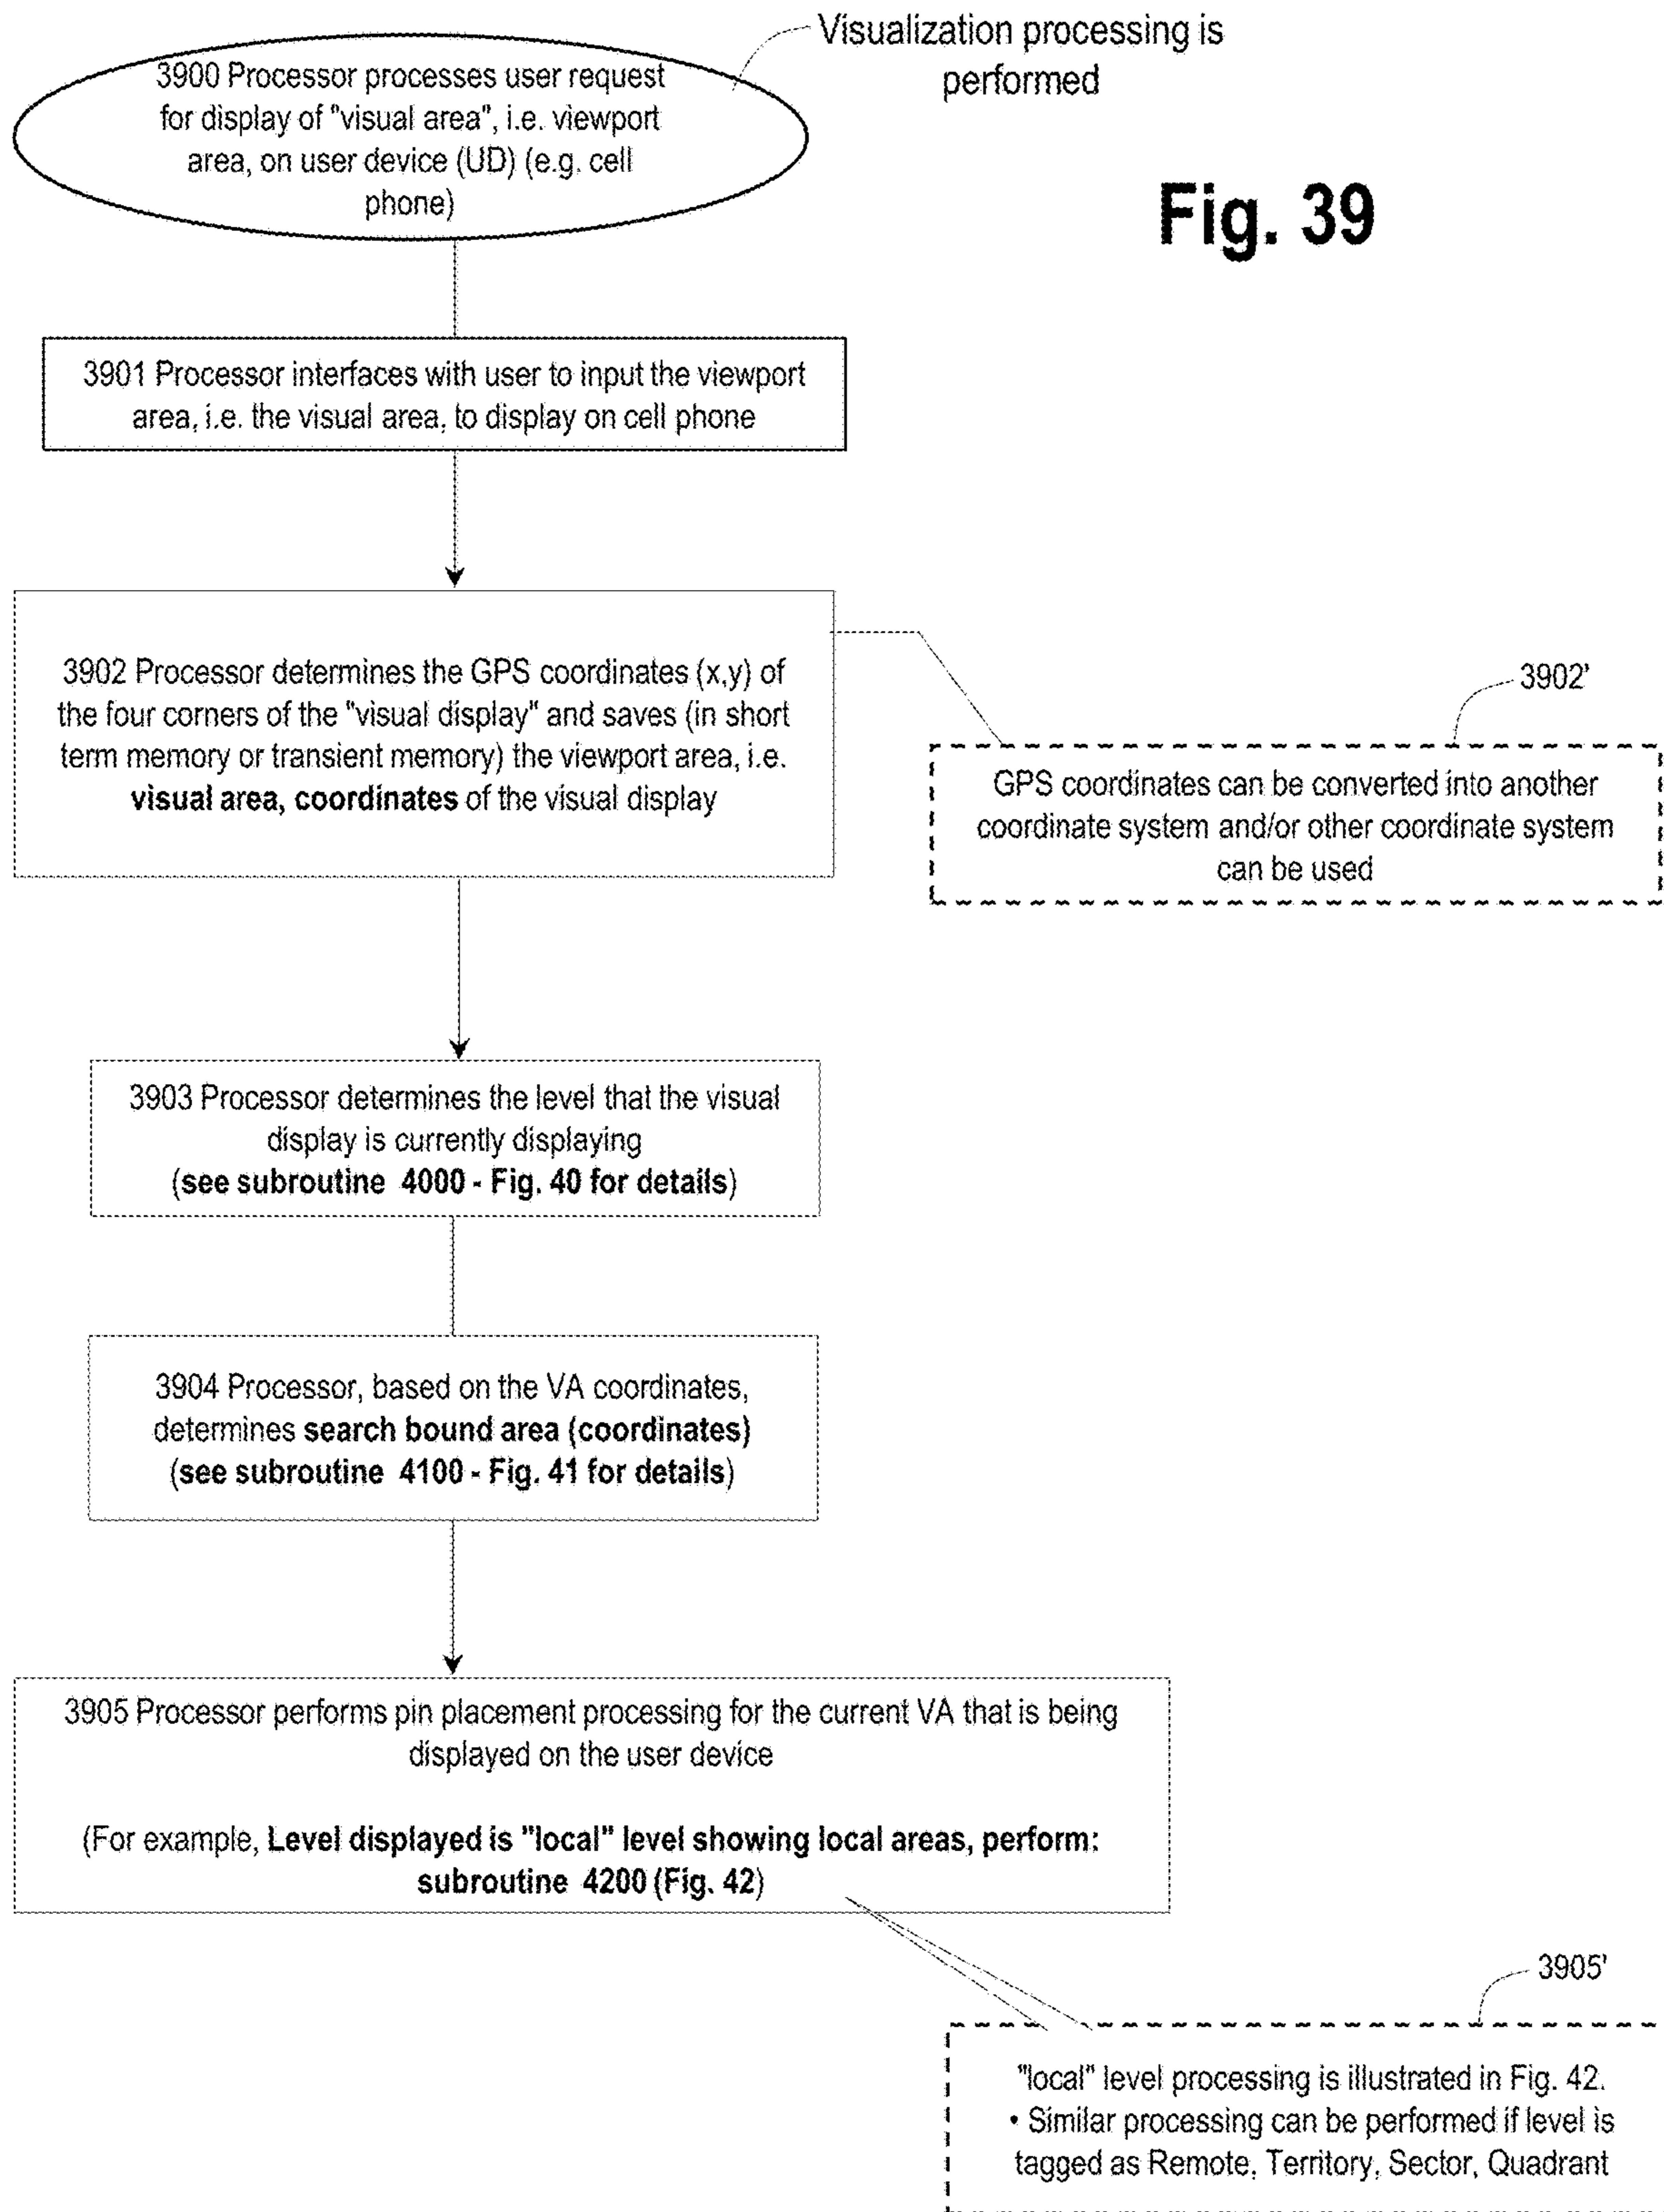 Visualization processing is
performed
3900 Processor processes user request
for display of "visual area", i.e. viewport
area, on user device (UD) (e.g. cell
phone)
Fig. 39
3901 Processor interfaces with user to input the viewport
area, i.e. the visual area, to display on cell phone
3902 Processor determines the GPS coordinates (x,y) of
the four corners of the "visual display" and saves (in short
term memory or transient memory) the viewport area, i.e.
visual area, coordinates of the visual display
3902'
GPS coordinates can be converted into another
coordinate system and/or other coordinate system
can be used
3903 Processor determines the level that the visual
display is currently displaying
(see subroutine 4000 - Fig. 40 for details)
3904 Processor, based on the VA coordinates,
determines search bound area (coordinates)
(see subroutine 4100 - Fig. 41 for details)
3905 Processor performs pin placement processing for the current VA that is being
displayed on the user device
(For example, Level displayed is "local" level showing local areas, perform:
subroutine 4200 (Fig. 42)
3905'
"local" level processing is illustrated in Fig. 42.
• Similar processing can be performed if level is
tagged as Remote, Territory, Sector, Quadrant